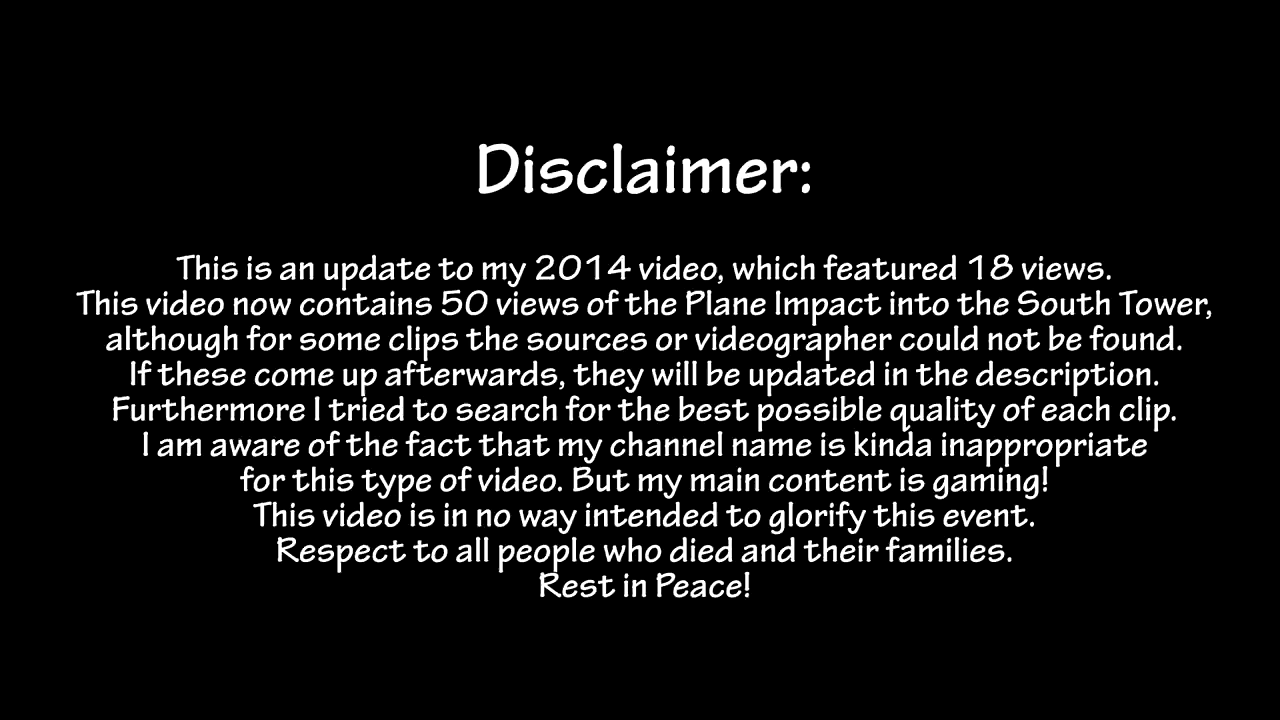 Disclaimer:
This is an update to my 2014 video, which featured 18 views.
This video now contains 50 views of the Plane Impact into the South Tower,
although for some clips the sources or videographer could not be found.
If these come up afterwards, they will be updated in the description.
Furthermore I tried to search for the best possible quality of each clip.
I am aware of the fact that my channel name is kinda inappropriate
for this type of video. But my main content is gaming!
This video is in no way intended to glorify this event.
Respect to all people who died and their families.
Rest in Peace!